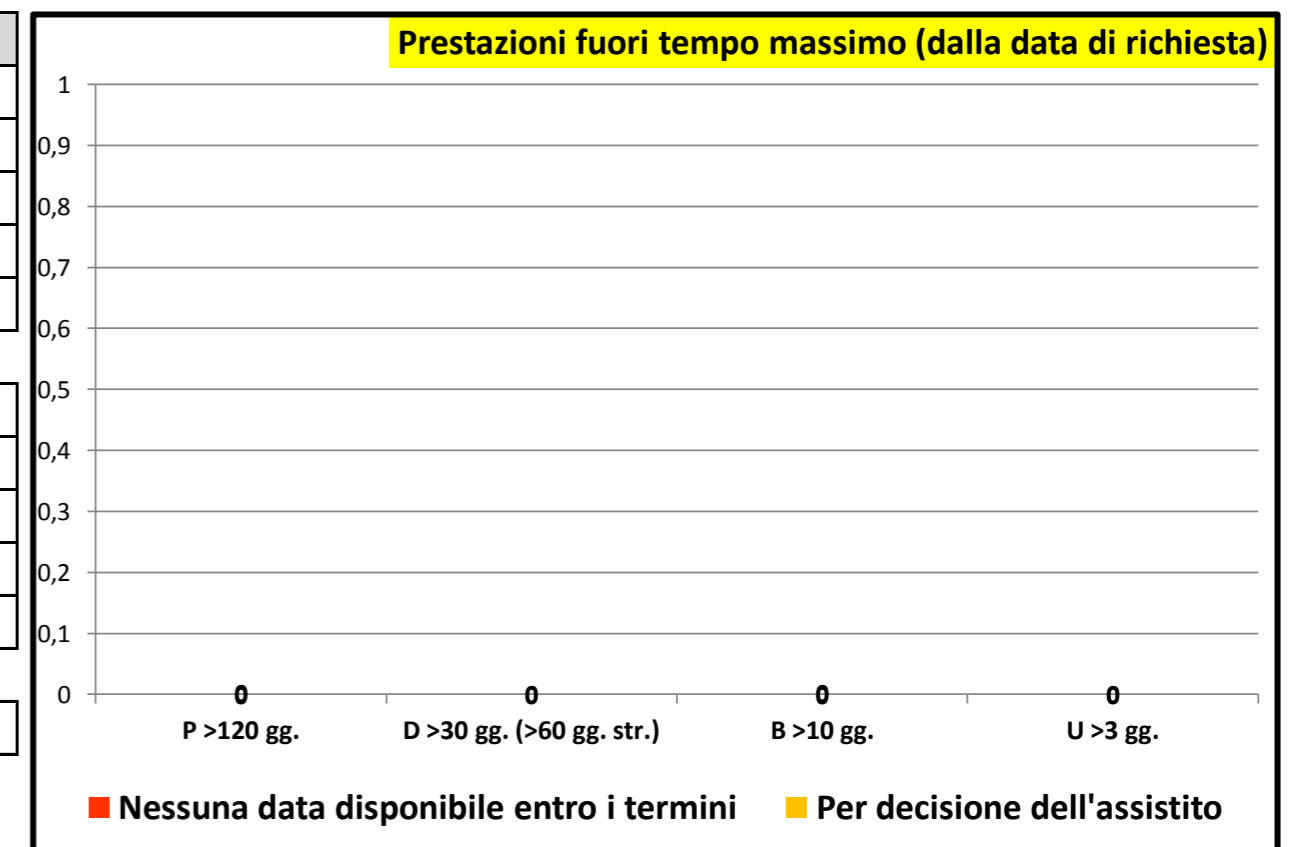 Prestazioni fuori tempo massimo (dalla data di richiesta)
1
0,9
0,8
0,7
0,6
0,5
0,4
0,3
0,2
0,1
0
0 0 0 0
P >120 gg. D >30 gg. (>60 gg. str.) B >10 gg. U >3 gg.
Nessuna data disponibile entro i termini Per decisione dell'assistito